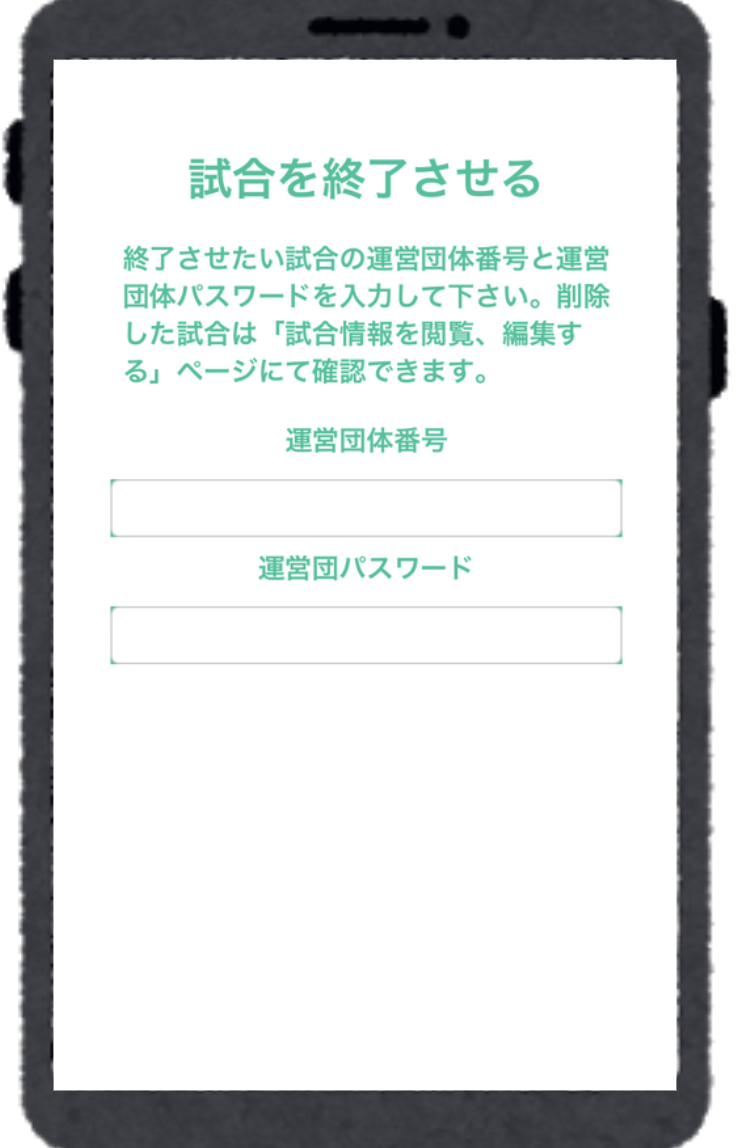 試合を終了させる
終了させたい試合の運営団体番号と運営
団体パスワードを入力して下さい。削除
した試合は「試合情報を閲覧、編集す
る」ページにて確認できます。
運営団体番号
運営団パスワード